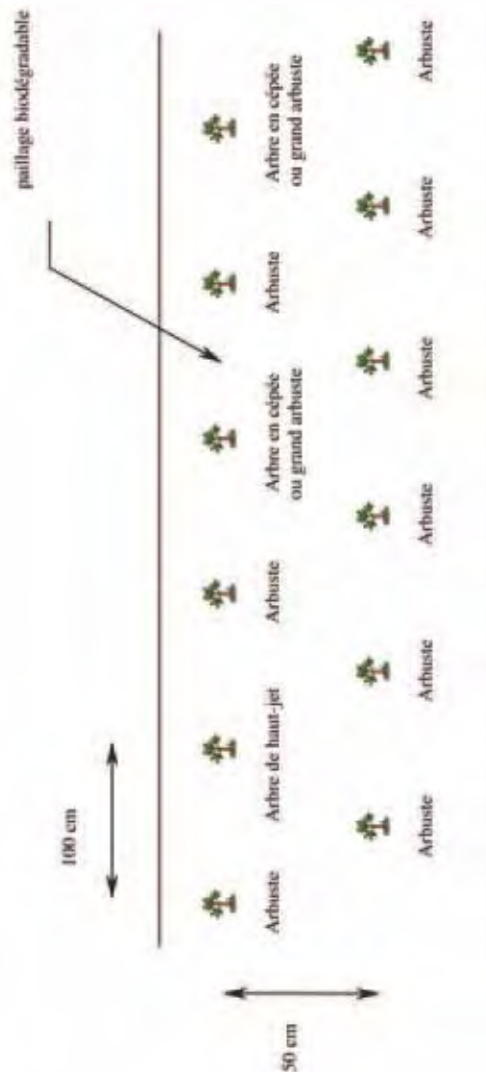 paillage biodégradable
100 cm
Arbuste
Arbre de haut-jet
Arbuste
Arbre en cépée
ou grand arbuste
Arbuste
Arbre en cépée
ou grand arbuste
50 cm
Arbuste
Arbuste
Arbuste
Arbuste
Arbuste
Arbuste